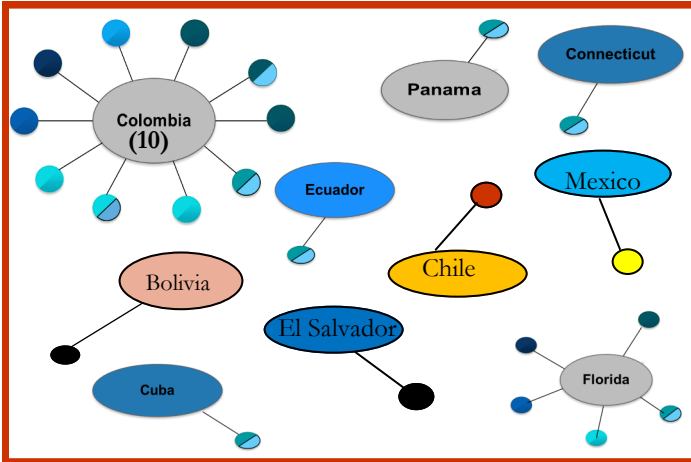 Connecticut
Panama
Colombia
(10)
Ecuador
Mexico
Chile
Bolivia
El Salvador
Florida
Cuba